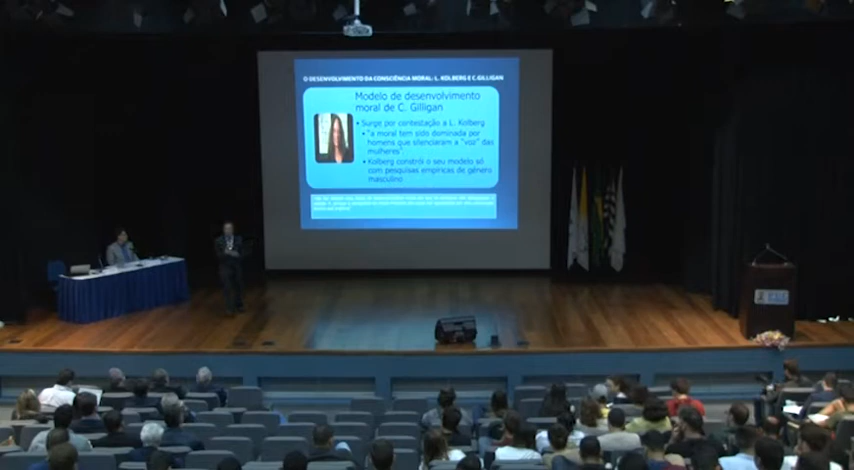 O DESENVOLVIMENTO DA CONSCIÊNCIA MORAL: L. KOLBERG E C. GILLIGAN
Modelo de desenvolvimento
moral de C. Gilligan
• Surge por contestação a L. Kolberg
• "a moral tem sido dominada por
homens que silenciaram a "voz" das
mulheres".
• Kolberg constrói o seu modelo só
com pesquisas empíricas de gênero
masculino